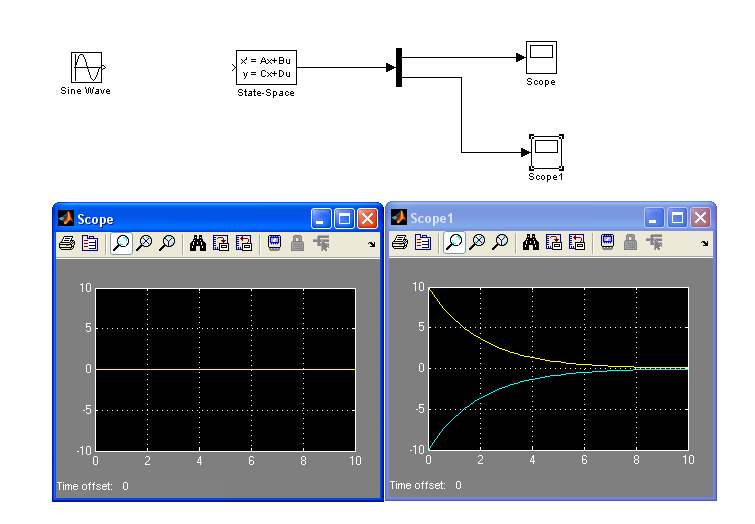 x' = Ax+Bu
y = Cx+Du
Sine Wave
State-Space
Scope
Scope1
Scope
10
5
0
-5
-10
0
2
4
6
8
10
Time offset: 0
Scope1
10
5
0
-5
-10
0
2
4
6
8
10
Time offset: 0